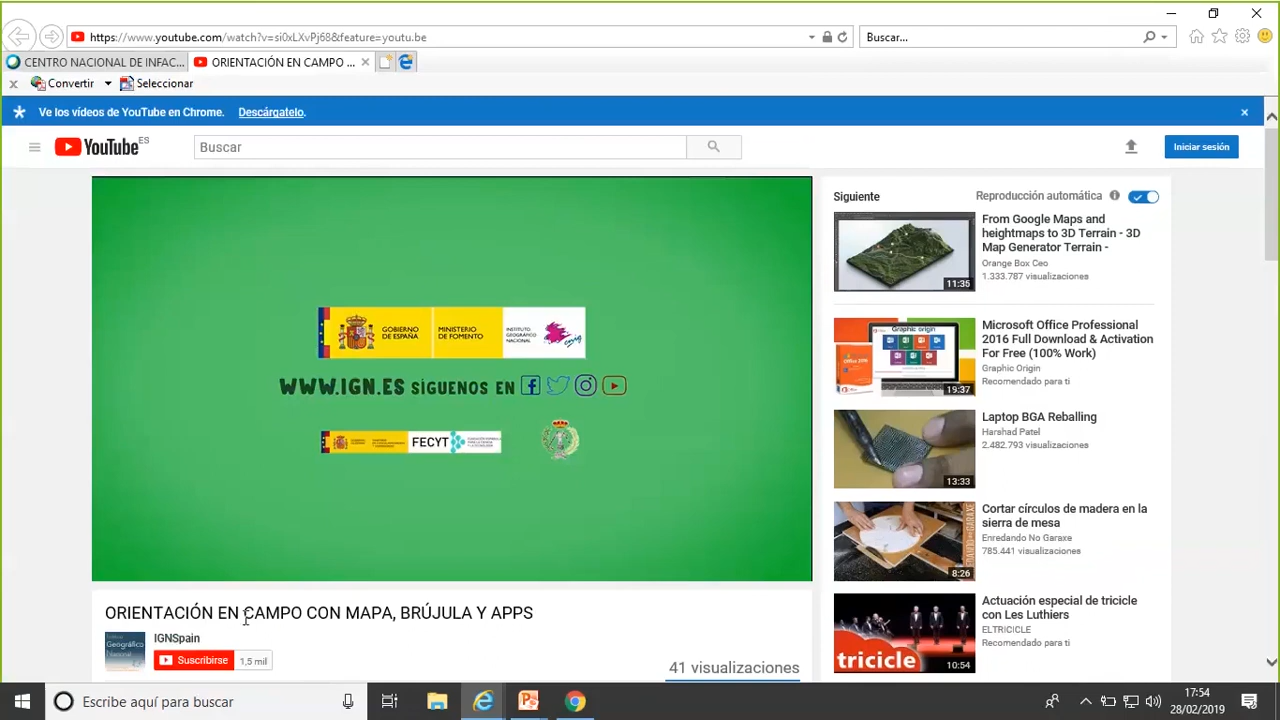 https://www.youtube.com/watch?v=si0xLXvPj68&feature=youtu.be
Buscar...
CENTRO NACIONAL DE INFAC...
ORIENTACIÓN EN CAMPO ...
Convertir
Seleccionar
Ve los vídeos de YouTube en Chrome. Descárgatelo.
YouTube ES
Buscar
Iniciar sesión
GOBIERNO DE ESPAÑA
MINISTERIO DE FOMENTO
INSTITUTO GEOGRÁFICO NACIONAL
WWW.IGN.ES SÍGUENOS EN
FECYT
ORIENTACIÓN EN CAMPO CON MAPA, BRÚJULA Y APPS
Geográfico
Nacional
IGNSpain
Suscribirse 1,5 mil
41 visualizaciones
Siguiente
Reproducción automática
From Google Maps and
heightmaps to 3D Terrain - 3D
Map Generator Terrain -
Orange Box Ceo
1.333.787 visualizaciones
11:35
Graphic origin
Microsoft Office Professional
2016 Full Download & Activation
For Free (100% Work)
Graphic Origin
Recomendado para ti
19:37
Laptop BGA Reballing
Harshad Patel
2.482.793 visualizaciones
13:33
Cortar círculos de madera en la
sierra de mesa
Enredando No Garaxe
785.441 visualizaciones
8:26
Actuación especial de tricicle
con Les Luthiers
ELTRICICLE
Recomendado para ti
tricicle
10:54
Escribe aquí para buscar
17:54
28/02/2019